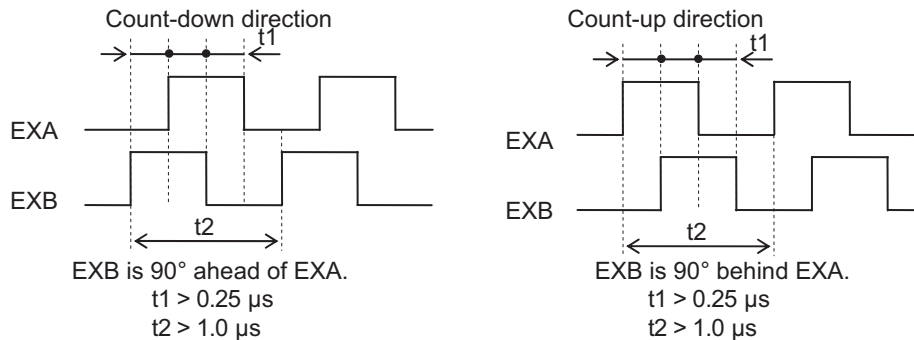 Count-down direction
t1
EXA
EXB
t2
EXB is 90° ahead of EXA.
t1 > 0.25 μs
t2 > 1.0 μs
Count-up direction
t1
EXA
EXB
t2
EXB is 90° behind EXA.
t1 > 0.25 μs
t2 > 1.0 μs